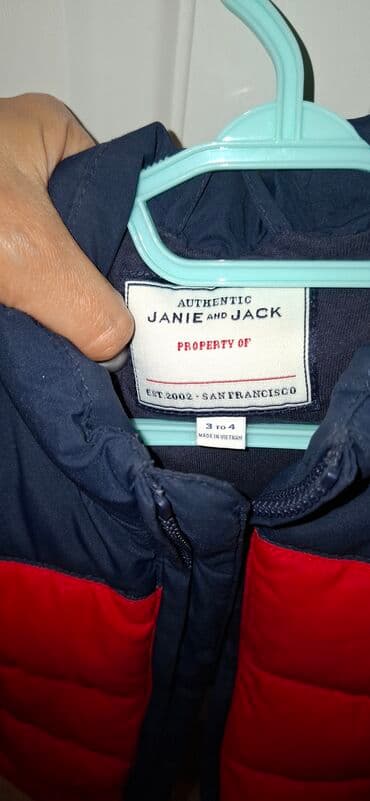 AUTHENTIC
JANIE AND JACK
PROPERTY OF
EST. 2002 · SAN FRANCISCO
3 TO 4
MADE IN VIETNAM